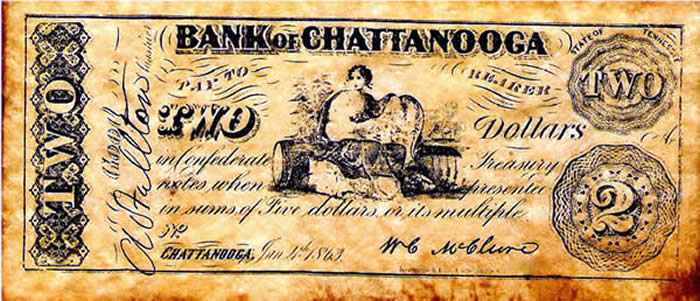 BANK OF CHATTANOOGA
STATE OF TENNESSEE
PAY TO BEARER
TWO
TWO
TWO
Dollars
in Confederate Treasury
notes, when presented
in sums of Five dollars or its multiple
No
CHATTANOOGA, Jan 4th 1863
W C McClure
2
Cashier